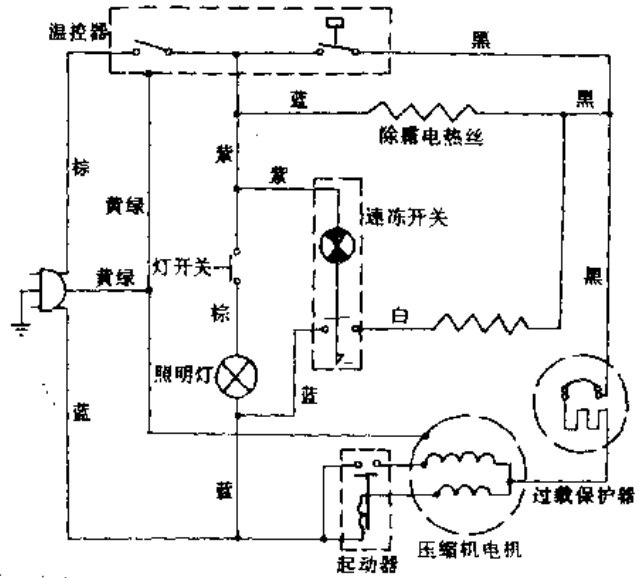 温控器
黑
蓝
黑
除霜电热丝
棕
紫
紫
黄绿
速冻开关
灯开关
黄绿
黑
棕
白
照明灯
蓝
蓝
蓝
过载保护器
压缩机电机
起动器